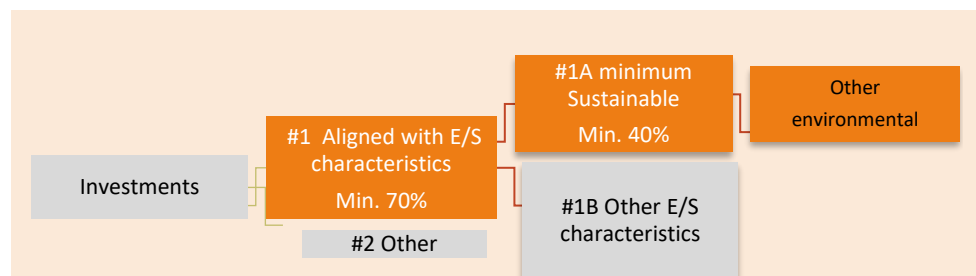 Investments
#1 Aligned with E/S
characteristics
Min. 70%
#2 Other
#1A minimum
Sustainable
Min. 40%
#1B Other E/S
characteristics
Other
environmental